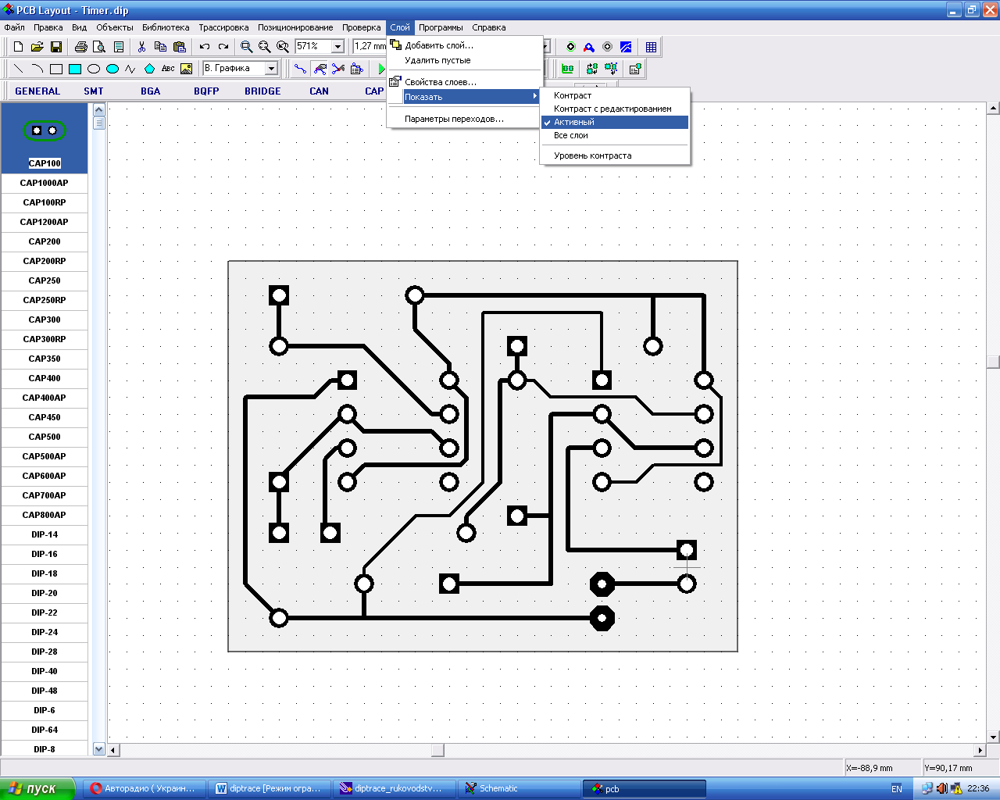 PCB Layout - Timer.dip
Файл Правка Вид Объекты Библиотека Трассировка Позиционирование Проверка Слой Программы Справка
571% 1,27 mm
Abc В. Графика
GENERAL SMT BGA BQFP BRIDGE CAN CAP
Добавить слой...
Удалить пустые
Свойства слоев...
Показать
Параметры переходов...
Контраст
Контраст с редактированием
Активный
Все слои
Уровень контраста
CAP100
CAP1000AP
CAP100RP
CAP1200AP
CAP200
CAP200RP
CAP250
CAP250RP
CAP300
CAP300RP
CAP350
CAP400
CAP400AP
CAP450
CAP500
CAP500AP
CAP600AP
CAP700AP
CAP800AP
DIP-14
DIP-16
DIP-18
DIP-20
DIP-22
DIP-24
DIP-28
DIP-40
DIP-48
DIP-6
DIP-64
DIP-8
X=-88,9 mm Y=90,17 mm
пуск Авторадио ( Украин... diptrace [Режим огра... diptrace_rukovodstv... Schematic pcb EN 22:36